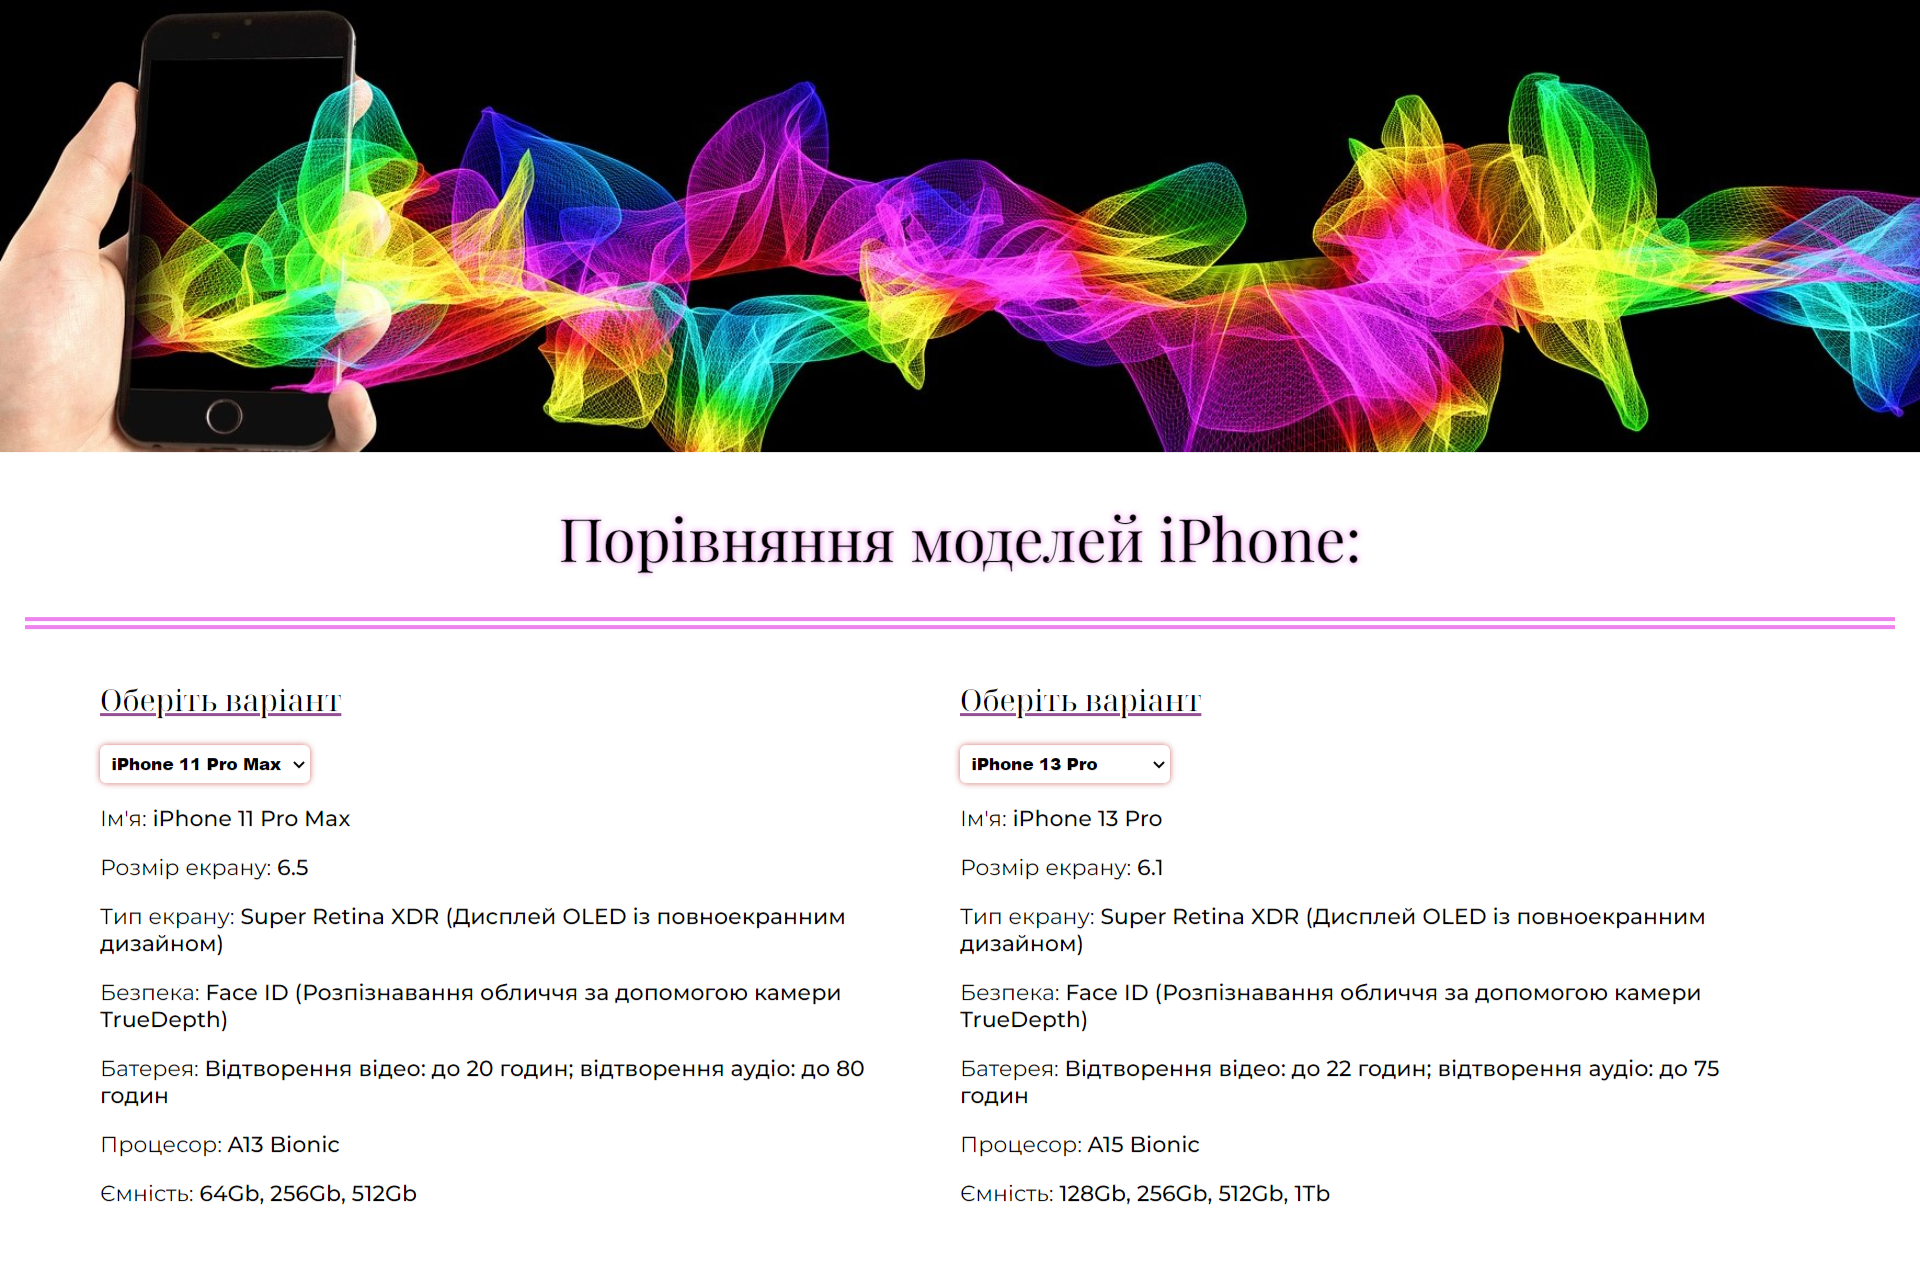 Порівняння моделей iPhone:
Оберіть варіант
iPhone 11 Pro Max
Ім'я: iPhone 11 Pro Max
Розмір екрану: 6.5
Тип екрану: Super Retina XDR (Дисплей OLED із повноекранним
дизайном)
Безпека: Face ID (Розпізнавання обличчя за допомогою камери
TrueDepth)
Батерея: Відтворення відео: до 20 годин; відтворення аудіо: до 80
годин
Процесор: A13 Bionic
Ємність: 64Gb, 256Gb, 512Gb
Оберіть варіант
iPhone 13 Pro
Ім'я: iPhone 13 Pro
Розмір екрану: 6.1
Тип екрану: Super Retina XDR (Дисплей OLED із повноекранним
дизайном)
Безпека: Face ID (Розпізнавання обличчя за допомогою камери
TrueDepth)
Батерея: Відтворення відео: до 22 годин; відтворення аудіо: до 75
годин
Процесор: A15 Bionic
Ємність: 128Gb, 256Gb, 512Gb, 1Tb